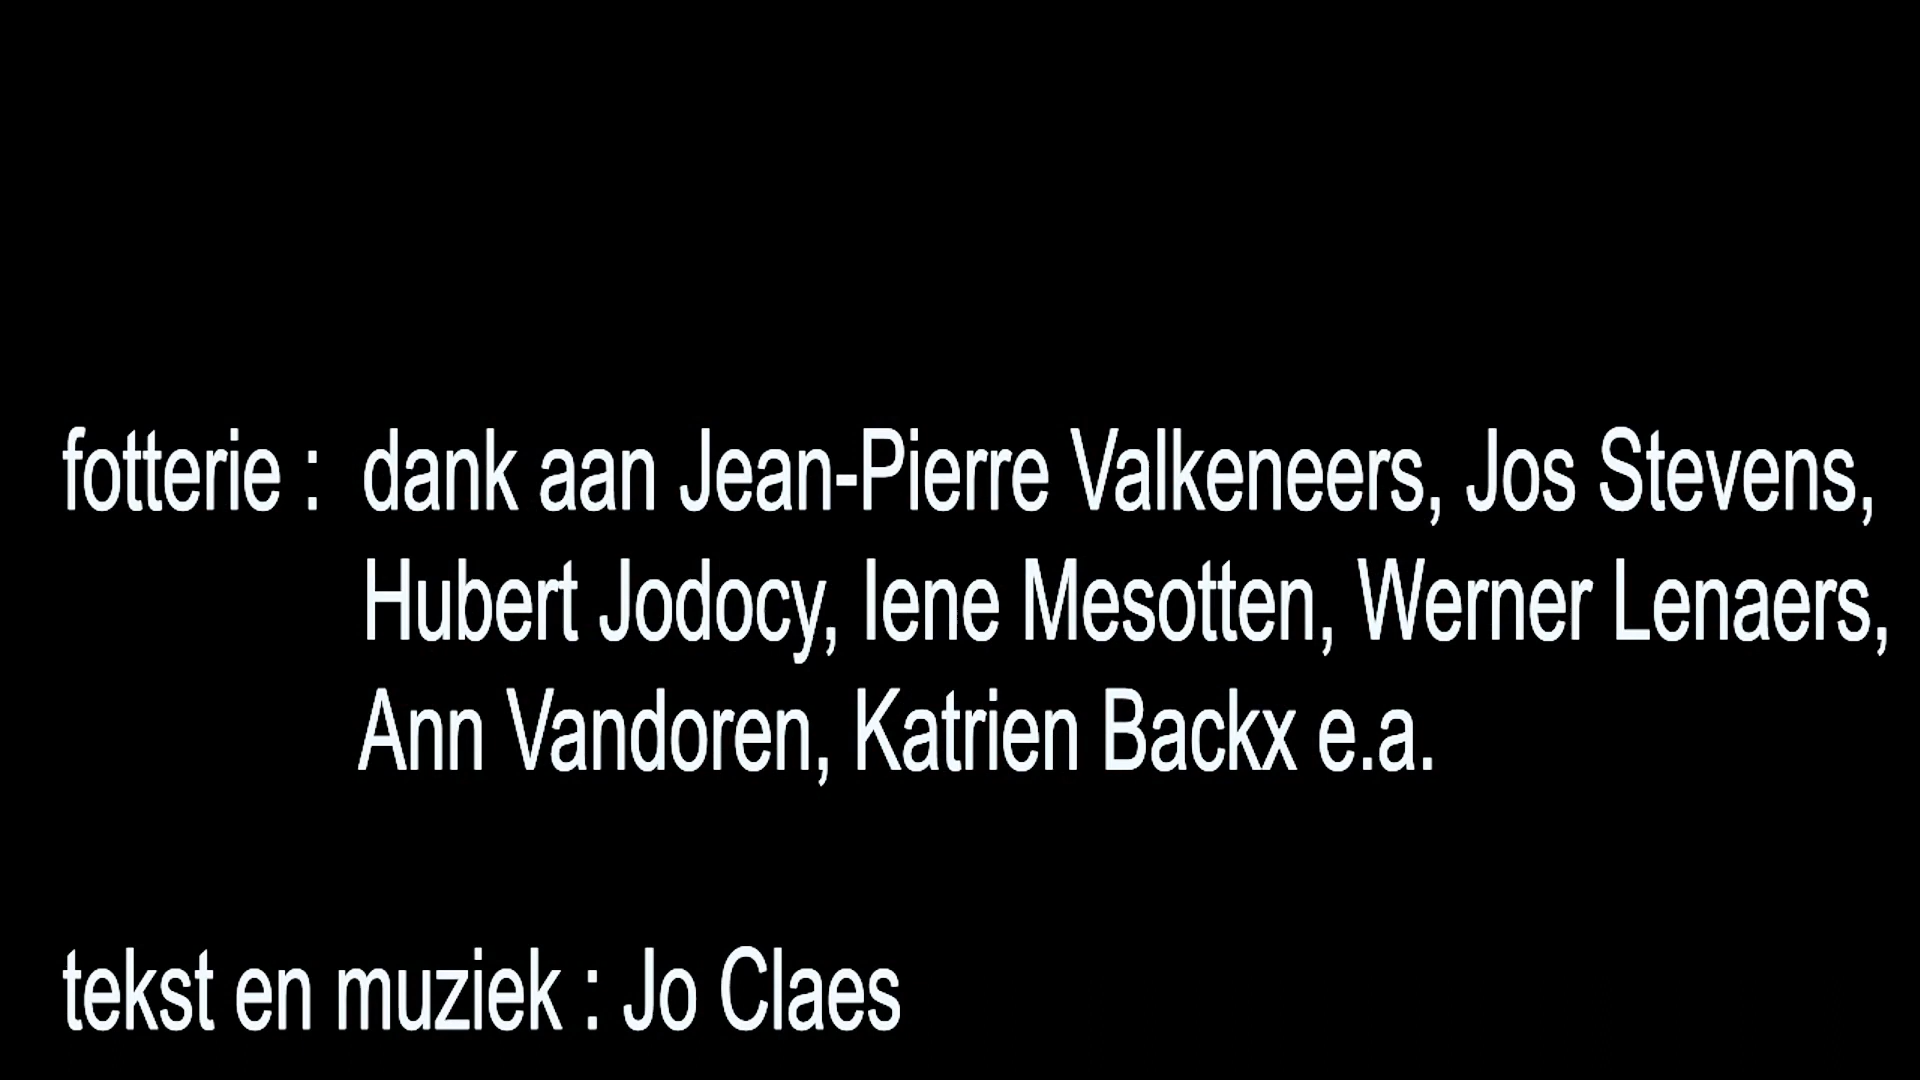 fotterie : dank aan Jean-Pierre Valkeneers, Jos Stevens,
Hubert Jodocy, Iene Mesotten, Werner Lenaers,
Ann Vandoren, Katrien Backx e.a.
tekst en muziek : Jo Claes